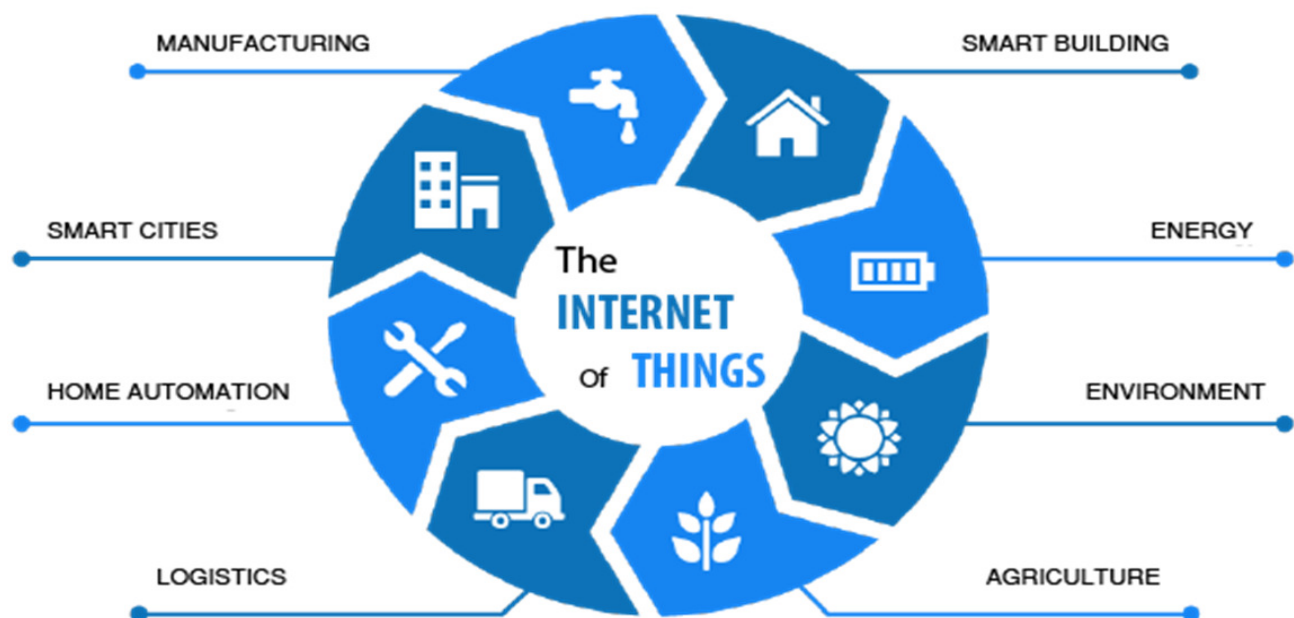 MANUFACTURING
SMART BUILDING
SMART CITIES
ENERGY
The
INTERNET
Of THINGS
HOME AUTOMATION
ENVIRONMENT
LOGISTICS
AGRICULTURE